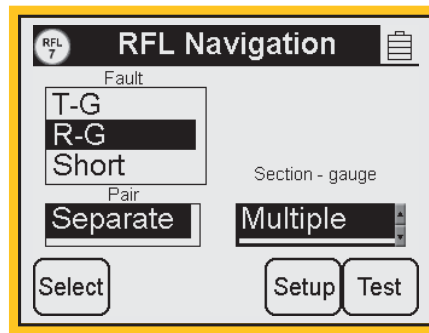 RFL
7
RFL Navigation
Fault
T-G
R-G
Short
Section - gauge
Pair
Separate
Multiple
Select
Setup
Test